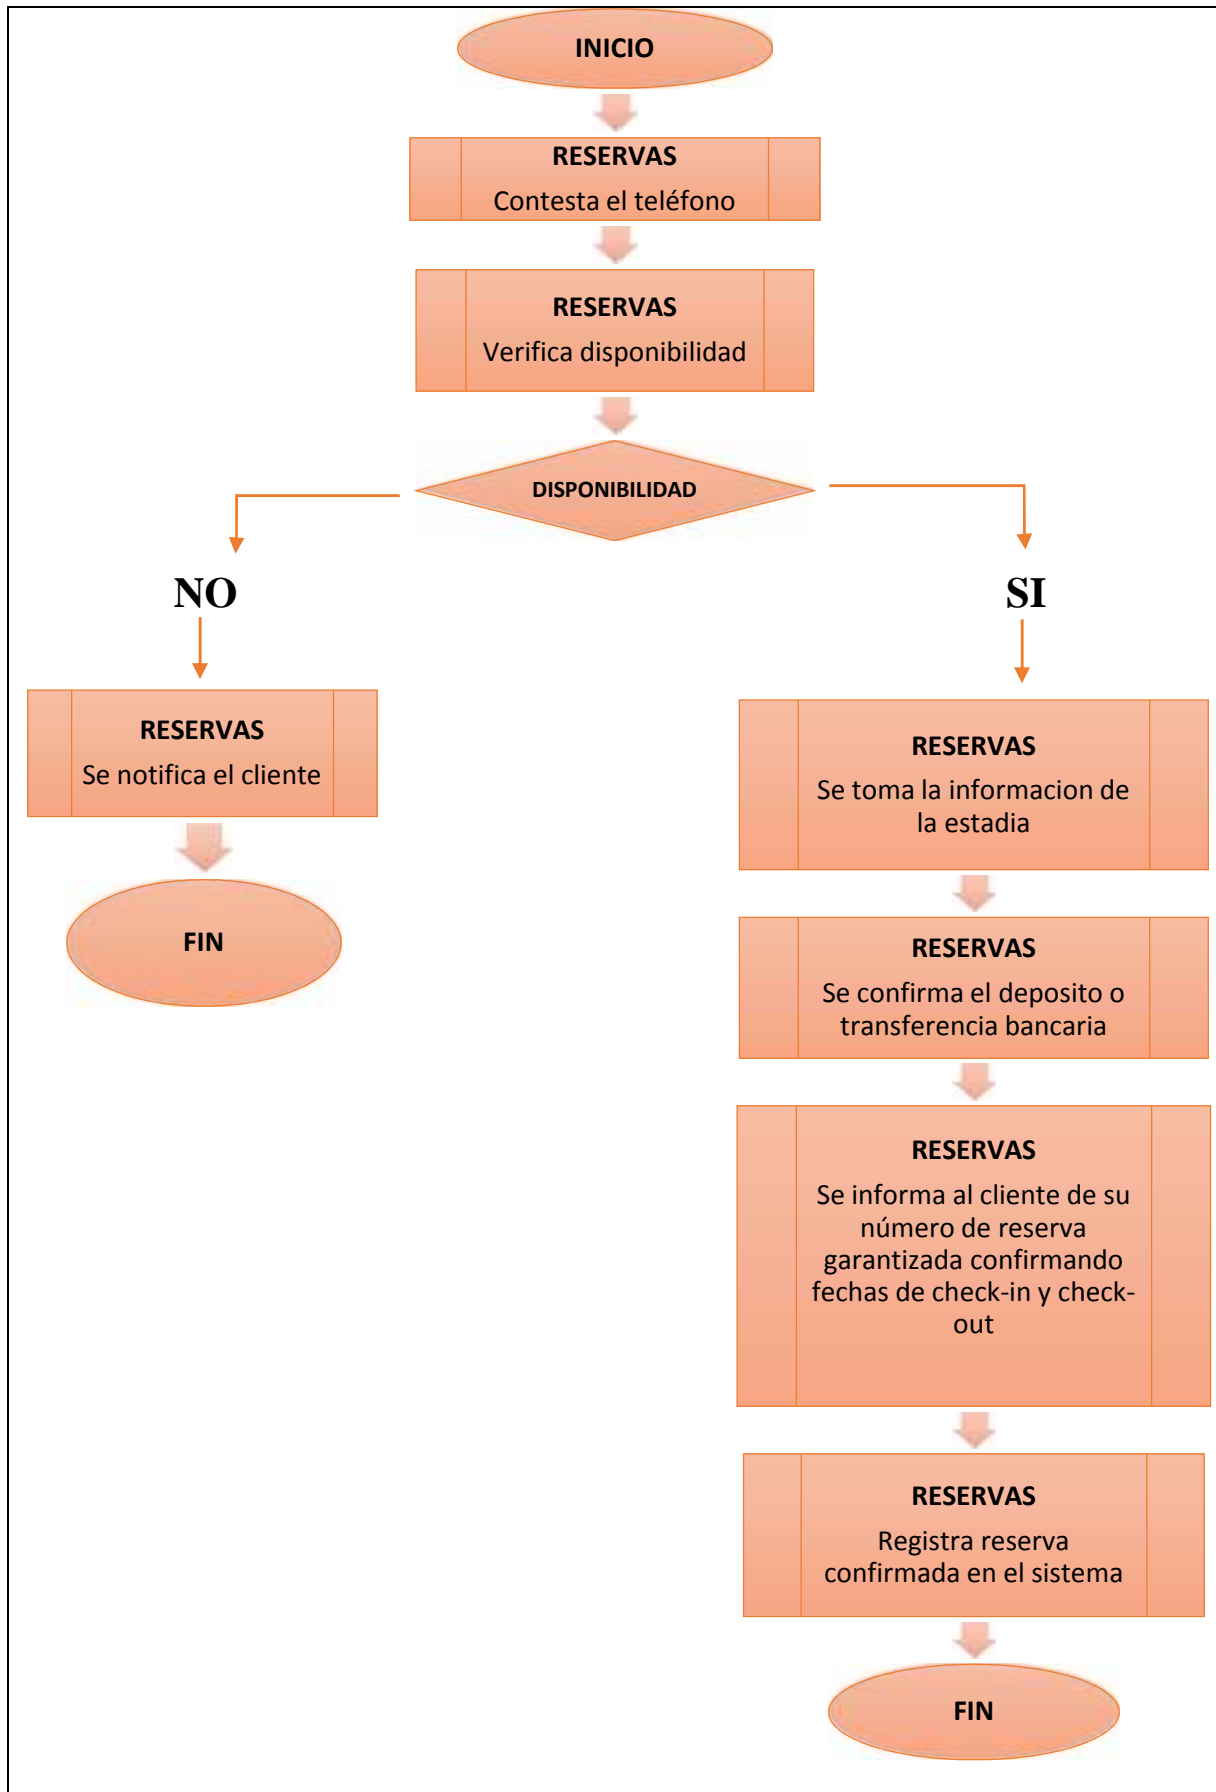 INICIO
RESERVAS
Contesta el teléfono
RESERVAS
Verifica disponibilidad
DISPONIBILIDAD
NO
SI
RESERVAS
Se notifica el cliente
FIN
RESERVAS
Se toma la informacion de
la estadia
RESERVAS
Se confirma el deposito o
transferencia bancaria
RESERVAS
Se informa al cliente de su
número de reserva
garantizada confirmando
fechas de check-in y check-
out
RESERVAS
Registra reserva
confirmada en el sistema
FIN